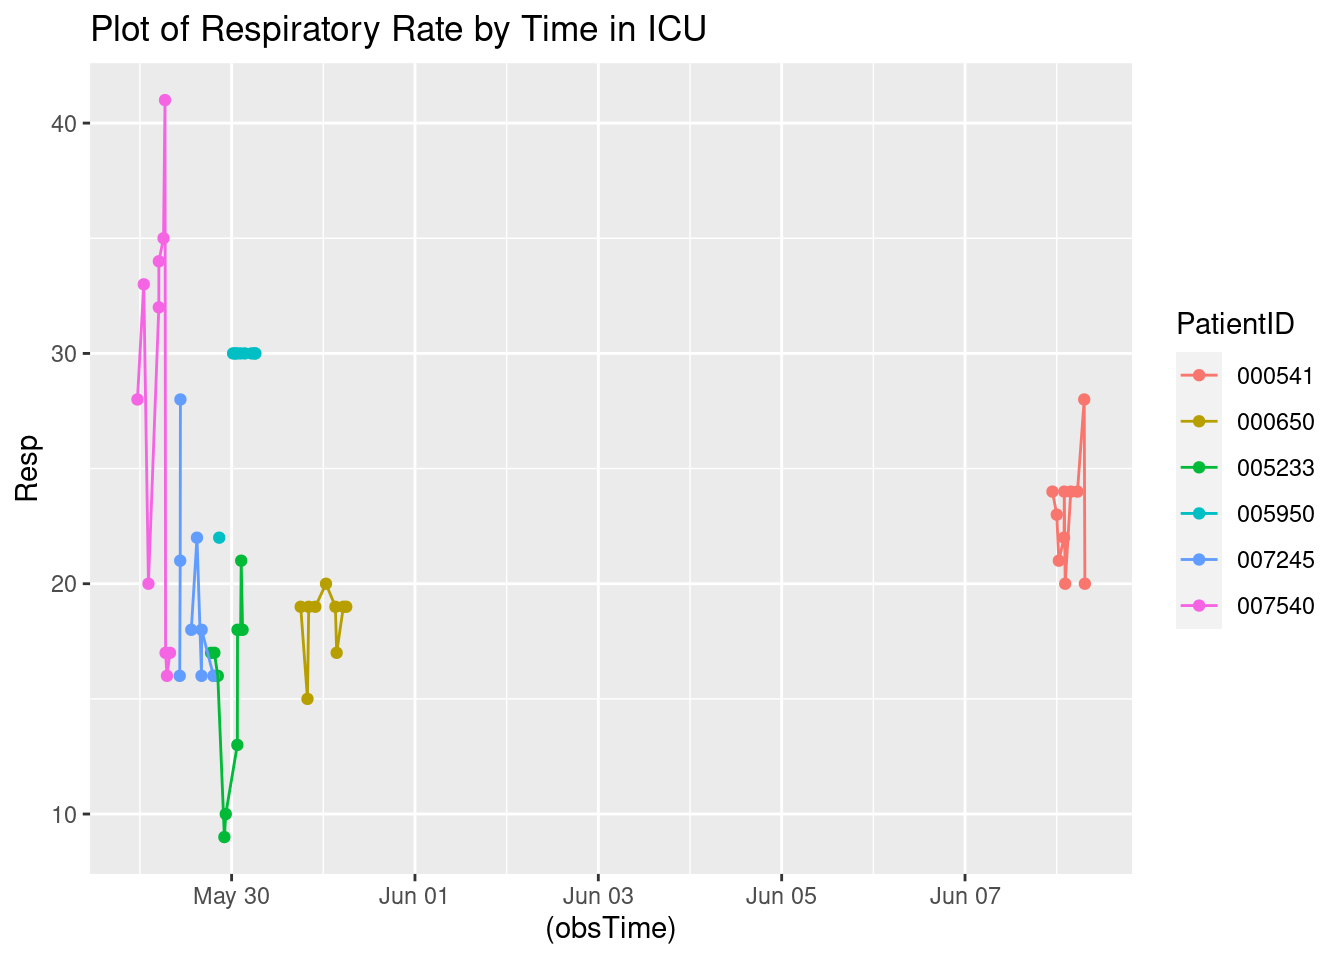 Plot of Respiratory Rate by Time in ICU
Resp
40
30
20
10
May 30
Jun 01
Jun 03
Jun 05
Jun 07
(obsTime)
PatientID
000541
000650
005233
005950
007245
007540